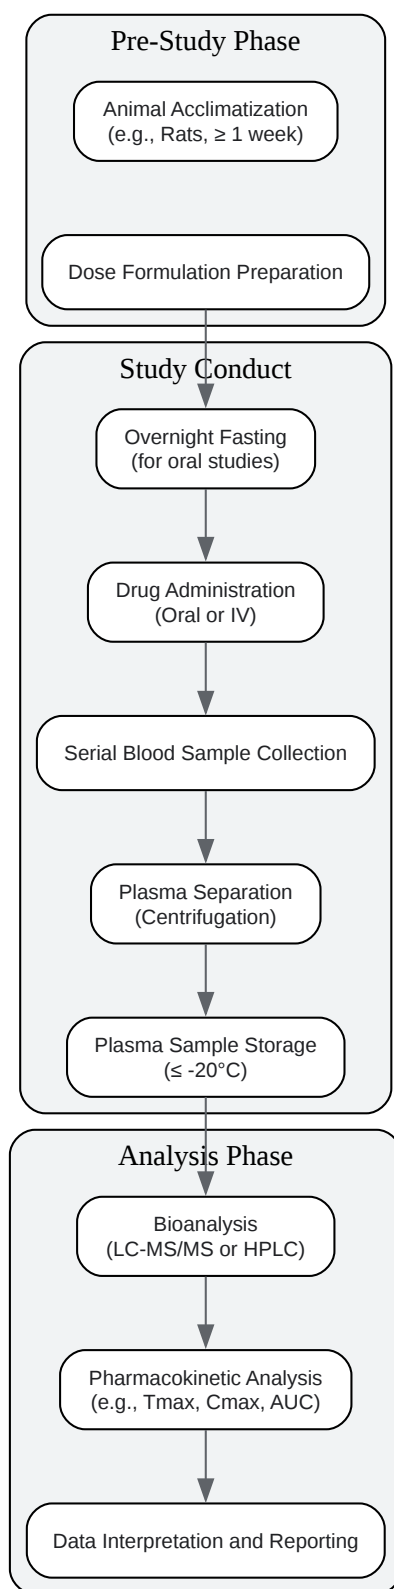 Pre-Study Phase
Animal Acclimatization
(e.g., Rats, ≥ 1 week)
Dose Formulation Preparation
Study Conduct
Overnight Fasting
(for oral studies)
Drug Administration
(Oral or IV)
Serial Blood Sample Collection
Plasma Separation
(Centrifugation)
Plasma Sample Storage
(≤ -20°C)
Analysis Phase
Bioanalysis
(LC-MS/MS or HPLC)
Pharmacokinetic Analysis
(e.g., Tmax, Cmax, AUC)
Data Interpretation and Reporting